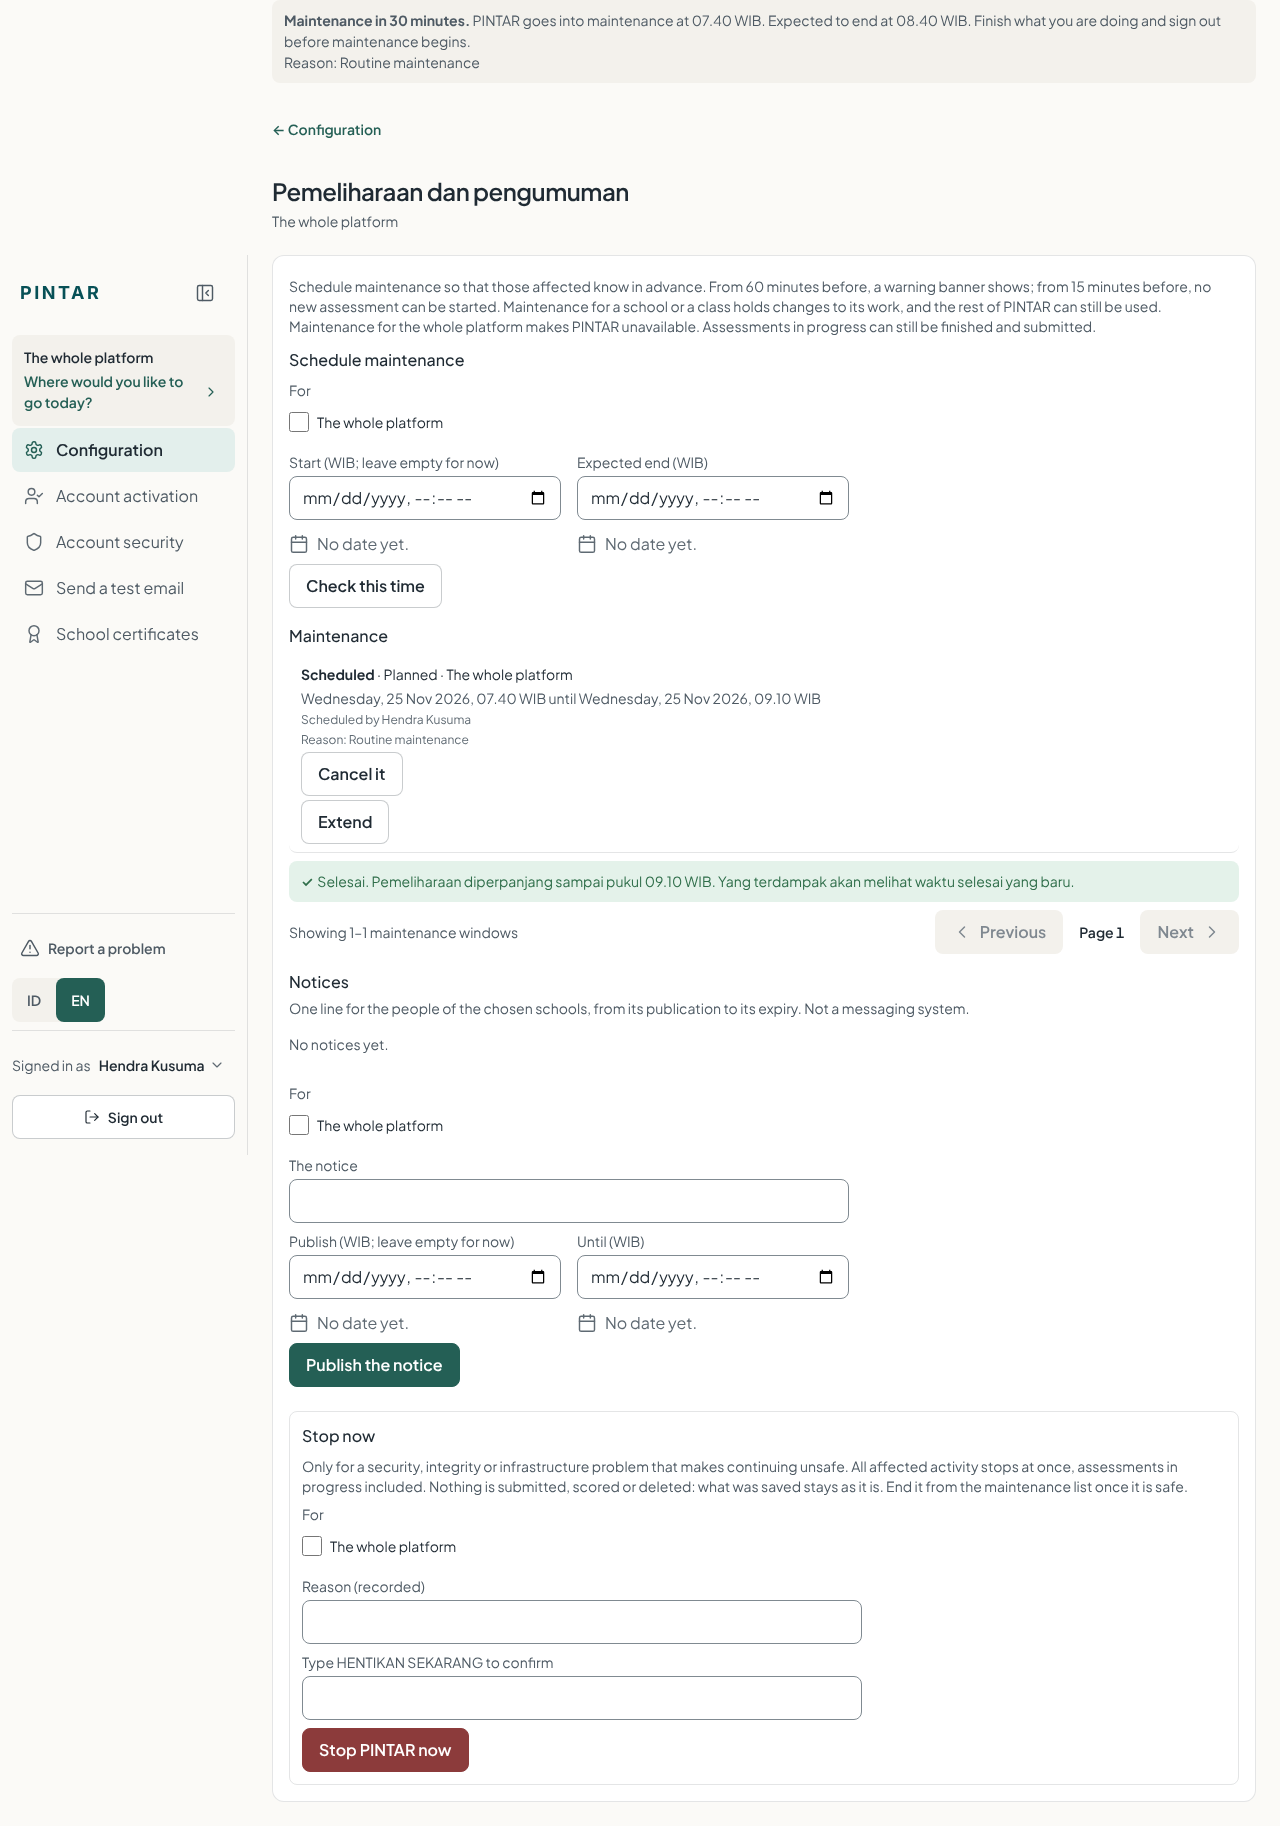 Maintenance in 30 minutes. PINTAR goes into maintenance at 07.40 WIB. Expected to end at 08.40 WIB. Finish what you are doing and sign out
before maintenance begins.
Reason: Routine maintenance
← Configuration
Pemeliharaan dan pengumuman
The whole platform
PINTAR
The whole platform
Where would you like to
go today?
Configuration
Account activation
Account security
Send a test email
School certificates
Report a problem
ID EN
Signed in as Hendra Kusuma
Sign out
Schedule maintenance so that those affected know in advance. From 60 minutes before, a warning banner shows; from 15 minutes before, no
new assessment can be started. Maintenance for a school or a class holds changes to its work, and the rest of PINTAR can still be used.
Maintenance for the whole platform makes PINTAR unavailable. Assessments in progress can still be finished and submitted.
Schedule maintenance
For
The whole platform
Start (WIB; leave empty for now) Expected end (WIB)
mm/dd/yyyy, --:-- -- mm/dd/yyyy, --:-- --
No date yet. No date yet.
Check this time
Maintenance
Scheduled · Planned · The whole platform
Wednesday, 25 Nov 2026, 07.40 WIB until Wednesday, 25 Nov 2026, 09.10 WIB
Scheduled by Hendra Kusuma
Reason: Routine maintenance
Cancel it
Extend
✓ Selesai. Pemeliharaan diperpanjang sampai pukul 09.10 WIB. Yang terdampak akan melihat waktu selesai yang baru.
Showing 1–1 maintenance windows Previous Page 1 Next
Notices
One line for the people of the chosen schools, from its publication to its expiry. Not a messaging system.
No notices yet.
For
The whole platform
The notice
Publish (WIB; leave empty for now) Until (WIB)
mm/dd/yyyy, --:-- -- mm/dd/yyyy, --:-- --
No date yet. No date yet.
Publish the notice
Stop now
Only for a security, integrity or infrastructure problem that makes continuing unsafe. All affected activity stops at once, assessments in
progress included. Nothing is submitted, scored or deleted: what was saved stays as it is. End it from the maintenance list once it is safe.
For
The whole platform
Reason (recorded)
Type HENTIKAN SEKARANG to confirm
Stop PINTAR now